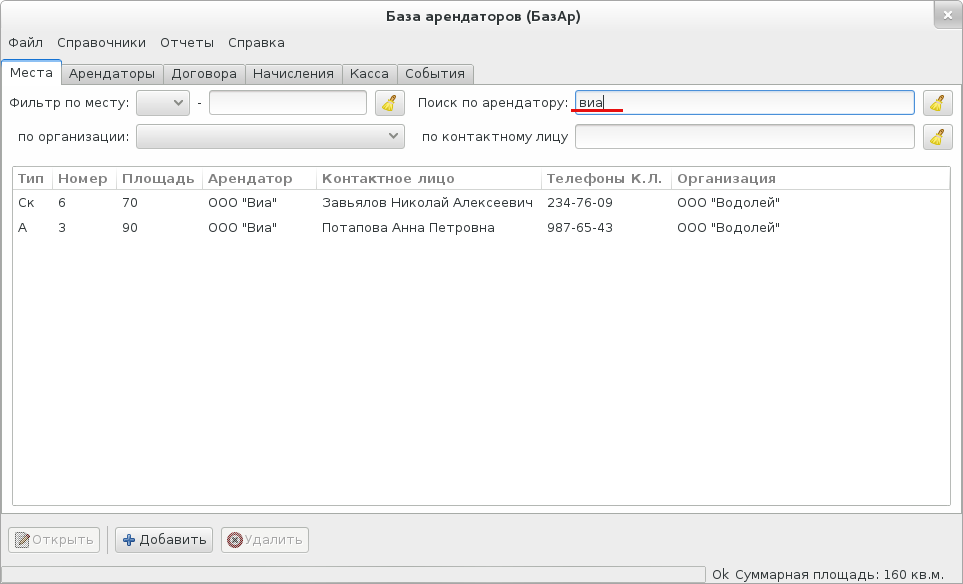 База арендаторов (БазАр)
Файл Справочники Отчеты Справка
Места Арендаторы Договора Начисления Касса События
Фильтр по месту: - Поиск по арендатору: виа
по организации: по контактному лицу
Тип Номер Площадь Арендатор Контактное лицо Телефоны К.Л. Организация
Ск 6 70 ООО "Виа" Завьялов Николай Алексеевич 234-76-09 ООО "Водолей"
А 3 90 ООО "Виа" Потапова Анна Петровна 987-65-43 ООО "Водолей"
Открыть Добавить Удалить
Ok Суммарная площадь: 160 кв.м.